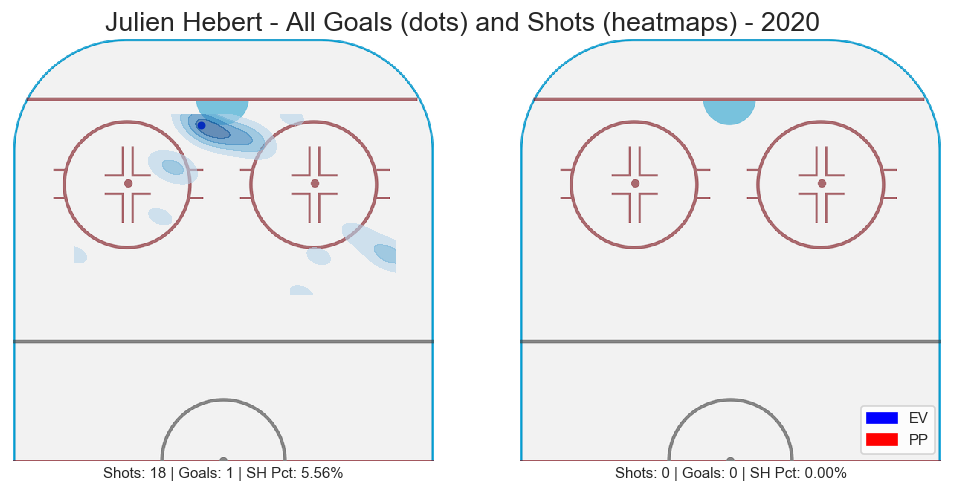 Julien Hebert - All Goals (dots) and Shots (heatmaps) - 2020
EV
PP
Shots: 18 | Goals: 1 | SH Pct: 5.56%
Shots: 0 | Goals: 0 | SH Pct: 0.00%